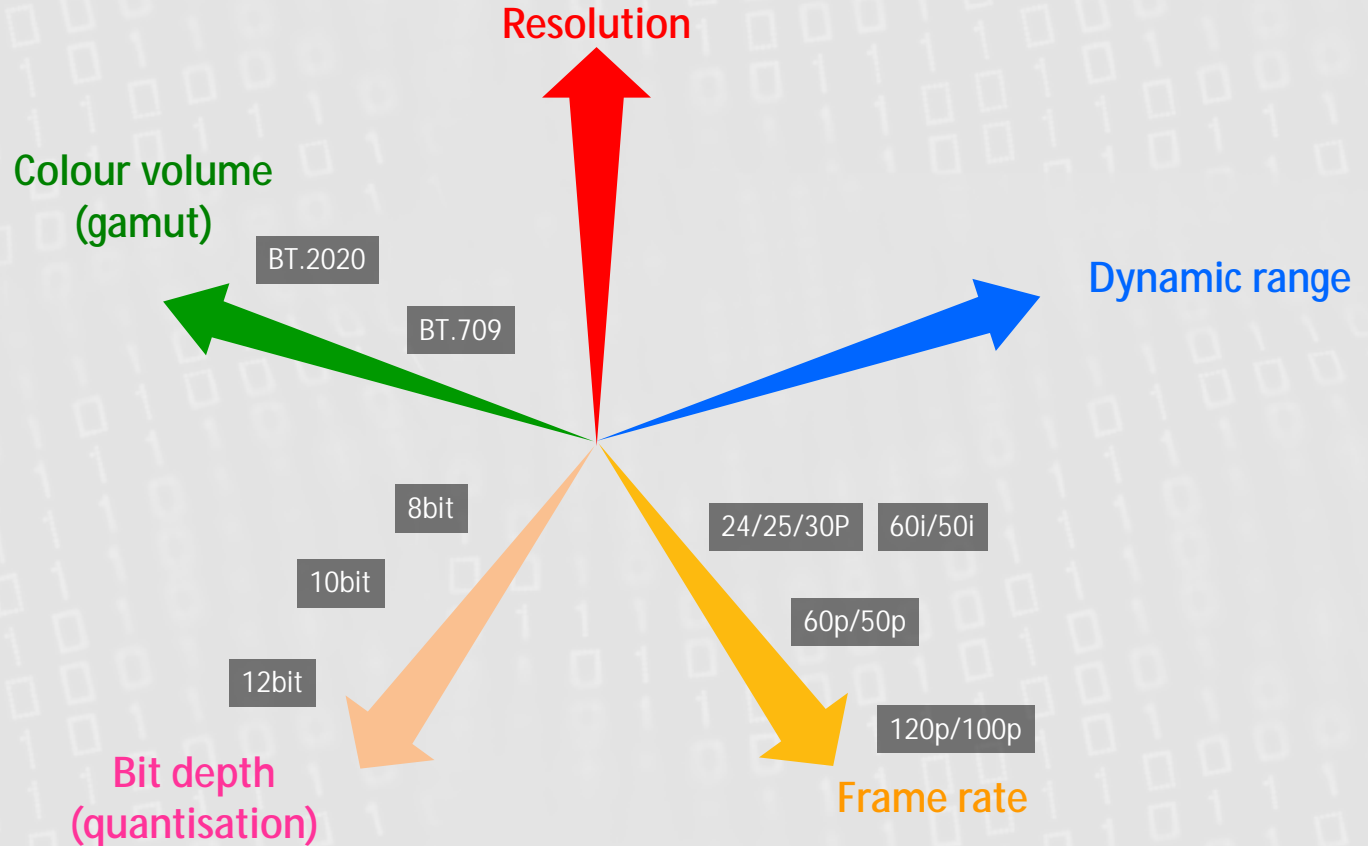 Resolution
Colour volume
(gamut)
BT.2020
BT.709
Dynamic range
8bit
10bit
12bit
Bit depth
(quantisation)
24/25/30P
60i/50i
60p/50p
120p/100p
Frame rate